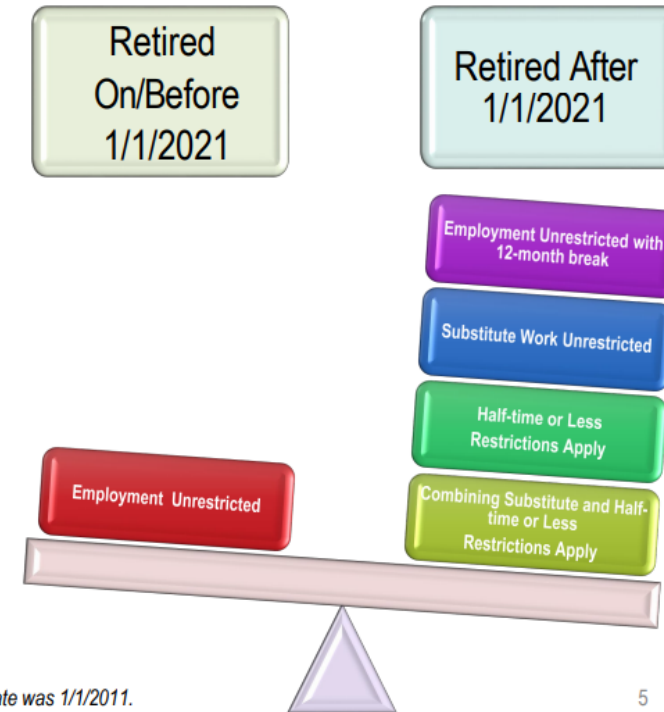 Retired
On/Before
1/1/2021
Retired After
1/1/2021
Employment Unrestricted with
12-month break
Substitute Work Unrestricted
Half-time or Less
Restrictions Apply
Combining Substitute and Half-
time or Less
Restrictions Apply
Employment Unrestricted
was 1/1/2011.
5